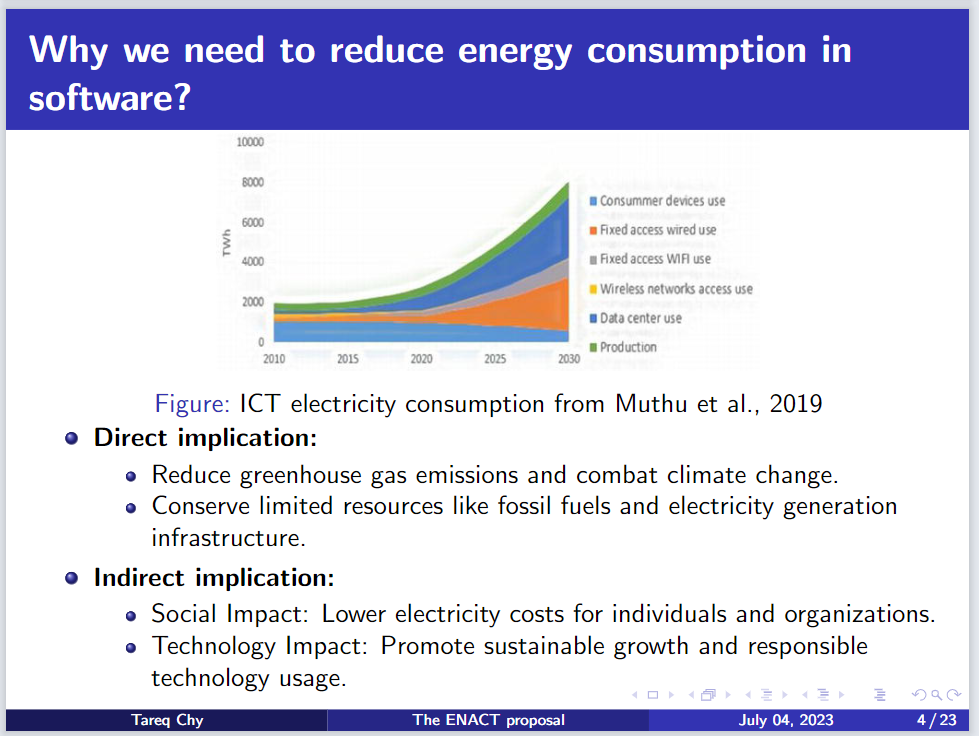 Why we need to reduce energy consumption in
software?
10000
8000
6000
4000
2000
0
TWh
2010 2015 2020 2025 2030
Consummer devices use
Fixed access wired use
Fixed access WIFI use
Wireless networks access use
Data center use
Production
Figure: ICT electricity consumption from Muthu et al., 2019
Direct implication:
Reduce greenhouse gas emissions and combat climate change.
Conserve limited resources like fossil fuels and electricity generation
infrastructure.
Indirect implication:
Social Impact: Lower electricity costs for individuals and organizations.
Technology Impact: Promote sustainable growth and responsible
technology usage.
Tareq Chy The ENACT proposal July 04, 2023 4 / 23